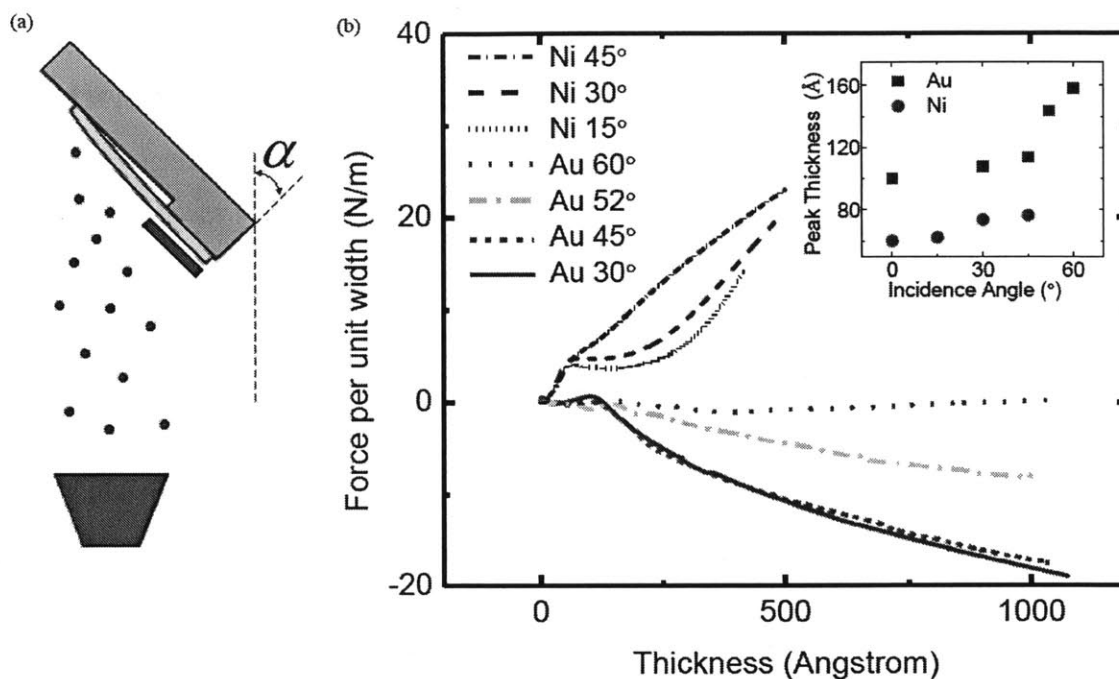 (a)
α
(b)
Force per unit width (N/m)
40
20
0
-20
Ni 45°
Ni 30°
Ni 15°
Au 60°
Au 52°
Au 45°
Au 30°
Peak Thickness (Å)
160
120
80
Au
Ni
0 30 60
Incidence Angle (°)
0 500 1000
Thickness (Angstrom)